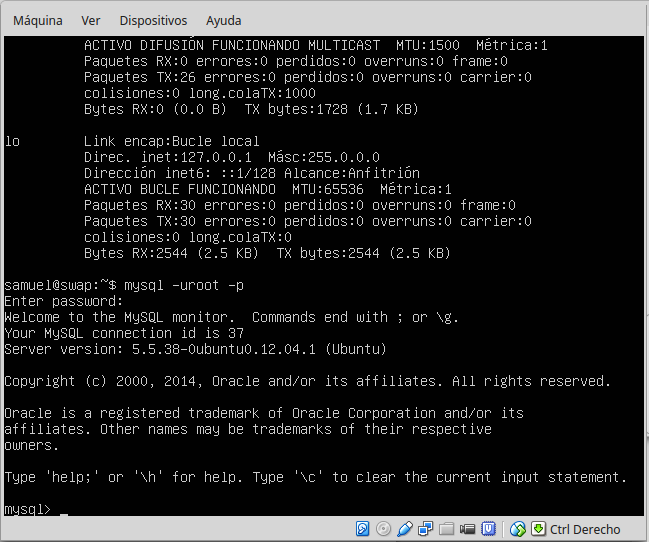 Máquina Ver Dispositivos Ayuda
ACTIVO DIFUSIÓN FUNCIONANDO MULTICAST  MTU:1500  Métrica:1
Paquetes RX:0 errores:0 perdidos:0 overruns:0 frame:0
Paquetes TX:26 errores:0 perdidos:0 overruns:0 carrier:0
colisiones:0 long.colaTX:1000
Bytes RX:0 (0.0 B)  TX bytes:1728 (1.7 KB)
lo        Link encap:Bucle local
Direc. inet:127.0.0.1  Másc:255.0.0.0
Dirección inet6: ::1/128 Alcance:Anfitrión
ACTIVO BUCLE FUNCIONANDO  MTU:65536  Métrica:1
Paquetes RX:30 errores:0 perdidos:0 overruns:0 frame:0
Paquetes TX:30 errores:0 perdidos:0 overruns:0 carrier:0
colisiones:0 long.colaTX:0
Bytes RX:2544 (2.5 KB)  TX bytes:2544 (2.5 KB)
samuel@swap:~$ mysql -uroot -p
Enter password:
Welcome to the MySQL monitor.  Commands end with ; or \g.
Your MySQL connection id is 37
Server version: 5.5.38-0ubuntu0.12.04.1 (Ubuntu)
Copyright (c) 2000, 2014, Oracle and/or its affiliates. All rights reserved.
Oracle is a registered trademark of Oracle Corporation and/or its
affiliates. Other names may be trademarks of their respective
owners.
Type 'help;' or '\h' for help. Type '\c' to clear the current input statement.
mysql> _
Ctrl Derecho